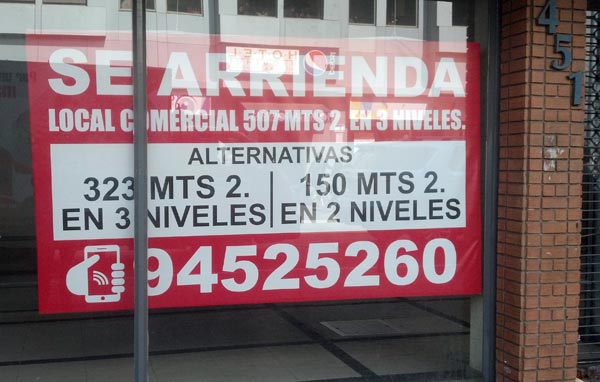 SE ARRIENDA
LOCAL COMERCIAL 507 MTS 2. EN 3 NIVELES.
ALTERNATIVAS
323 MTS 2.
EN 3 NIVELES
150 MTS 2.
EN 2 NIVELES
94525260
451
HOTEL